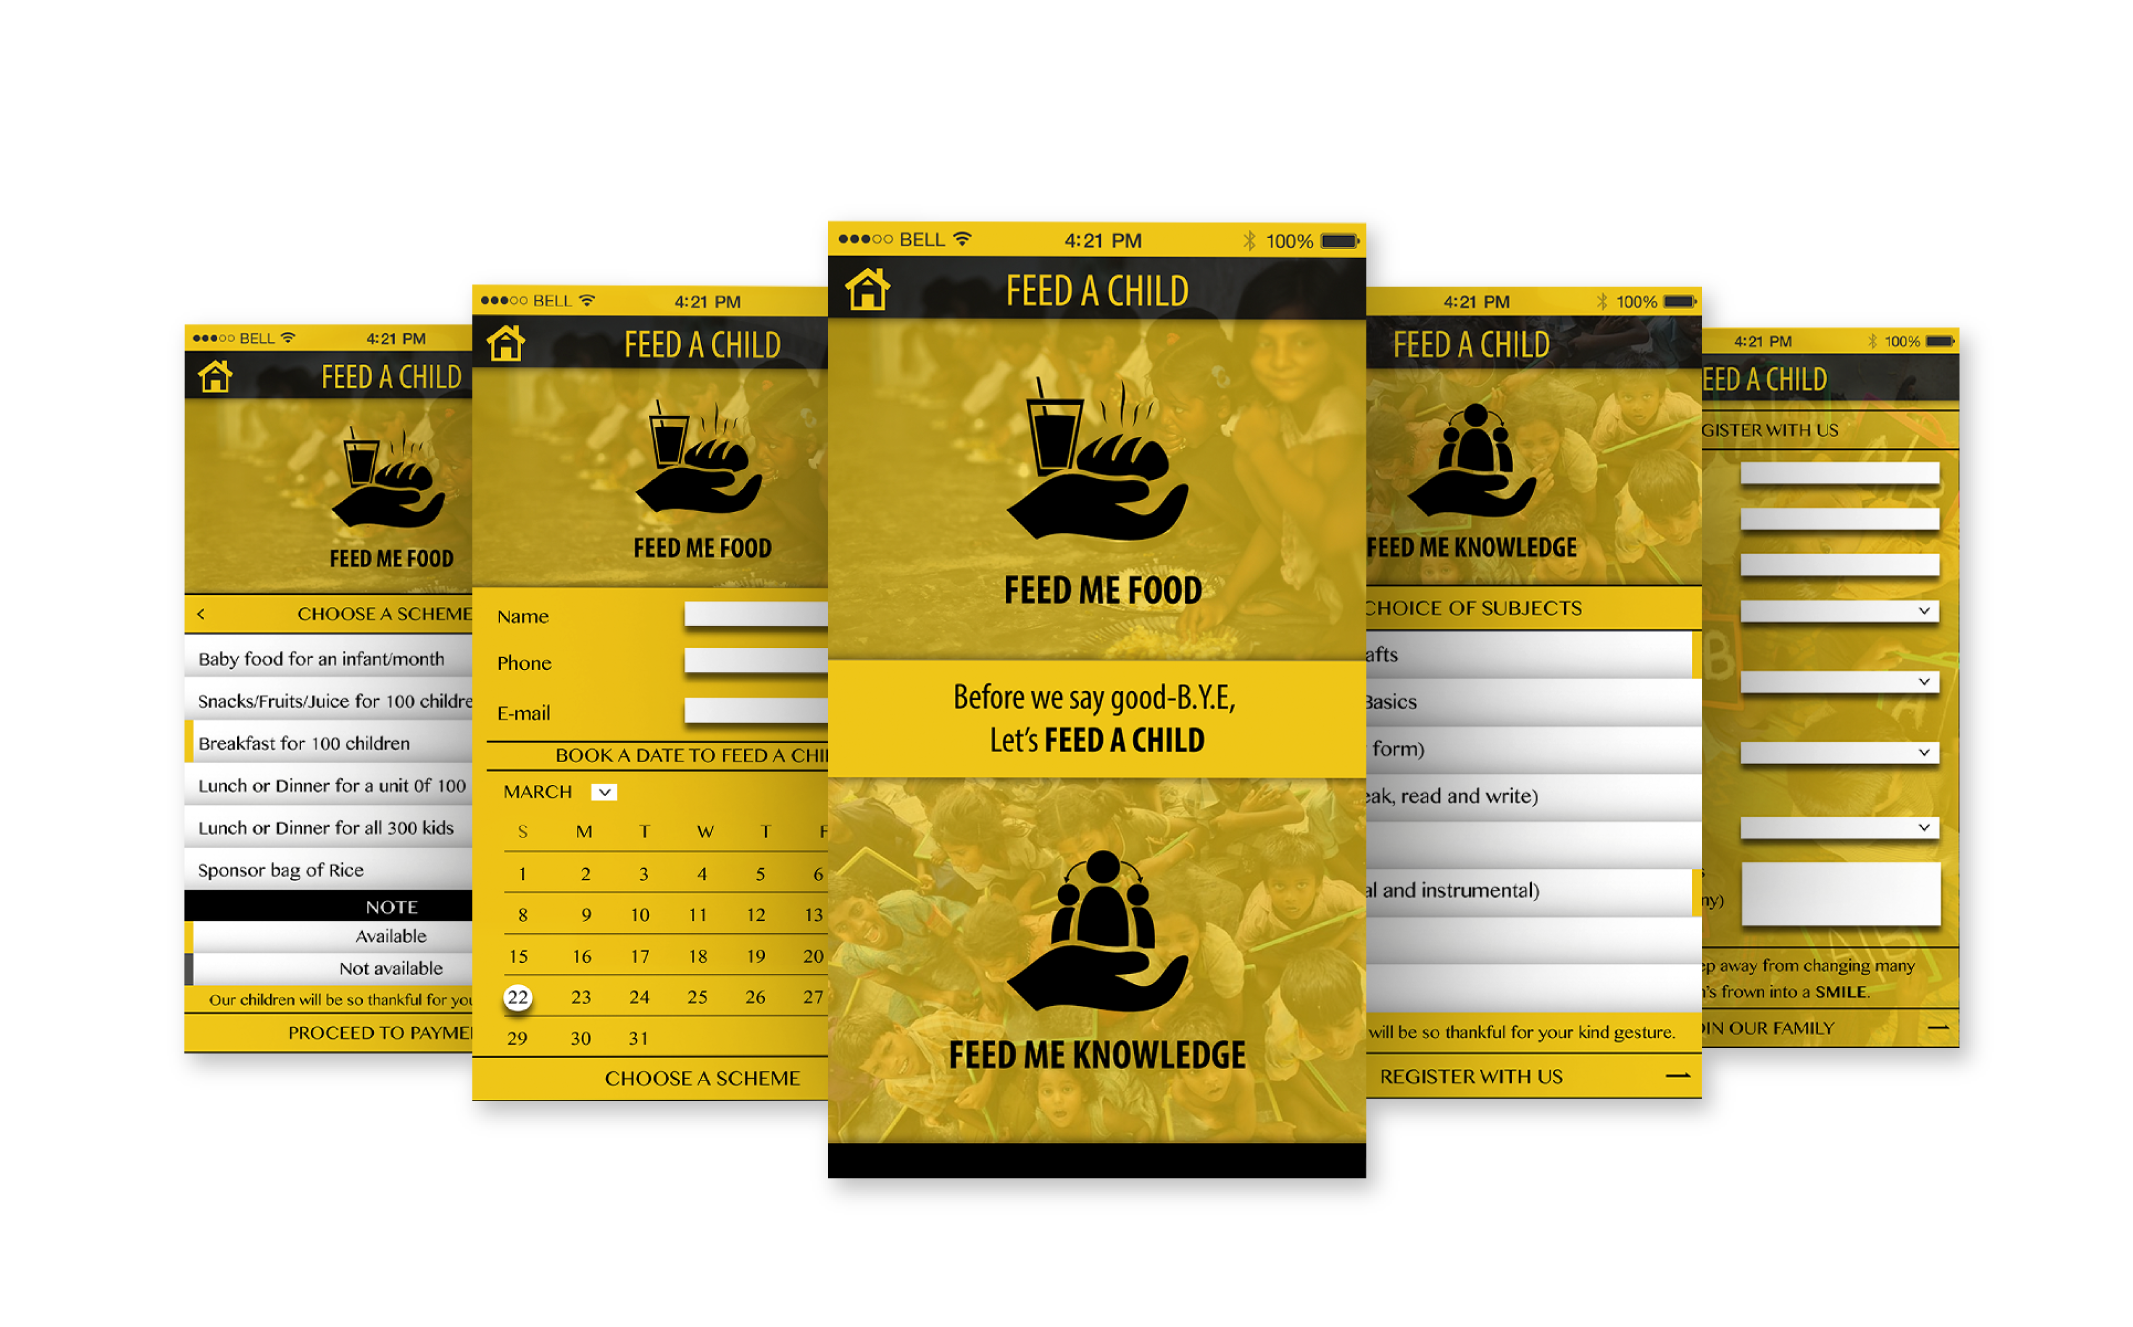 BELL 4:21 PM
FEED A CHILD
FEED ME FOOD
< CHOOSE A SCHEME
Baby food for an infant/month
Snacks/Fruits/Juice for 100 childre
Breakfast for 100 children
Lunch or Dinner for a unit 0f 100
Lunch or Dinner for all 300 kids
Sponsor bag of Rice
NOTE
Available
Not available
Our children will be so thankful for you
PROCEED TO PAYME
BELL 4:21 PM
FEED A CHILD
FEED ME FOOD
Name
Phone
E-mail
BOOK A DATE TO FEED A CHI
MARCH
S M T W T F
1 2 3 4 5 6
8 9 10 11 12 13
15 16 17 18 19 20
22 23 24 25 26 27
29 30 31
CHOOSE A SCHEME
BELL 4:21 PM 100%
FEED A CHILD
FEED ME FOOD
Before we say good-B.Y.E,
Let's FEED A CHILD
FEED ME KNOWLEDGE
4:21 PM 100%
FEED A CHILD
FEED ME KNOWLEDGE
CHOICE OF SUBJECTS
afts
Basics
form)
eak, read and write)
al and instrumental)
will be so thankful for your kind gesture.
REGISTER WITH US
4:21 PM 100%
EED A CHILD
GISTER WITH US
ny)
ep away from changing many
's frown into a SMILE.
OIN OUR FAMILY